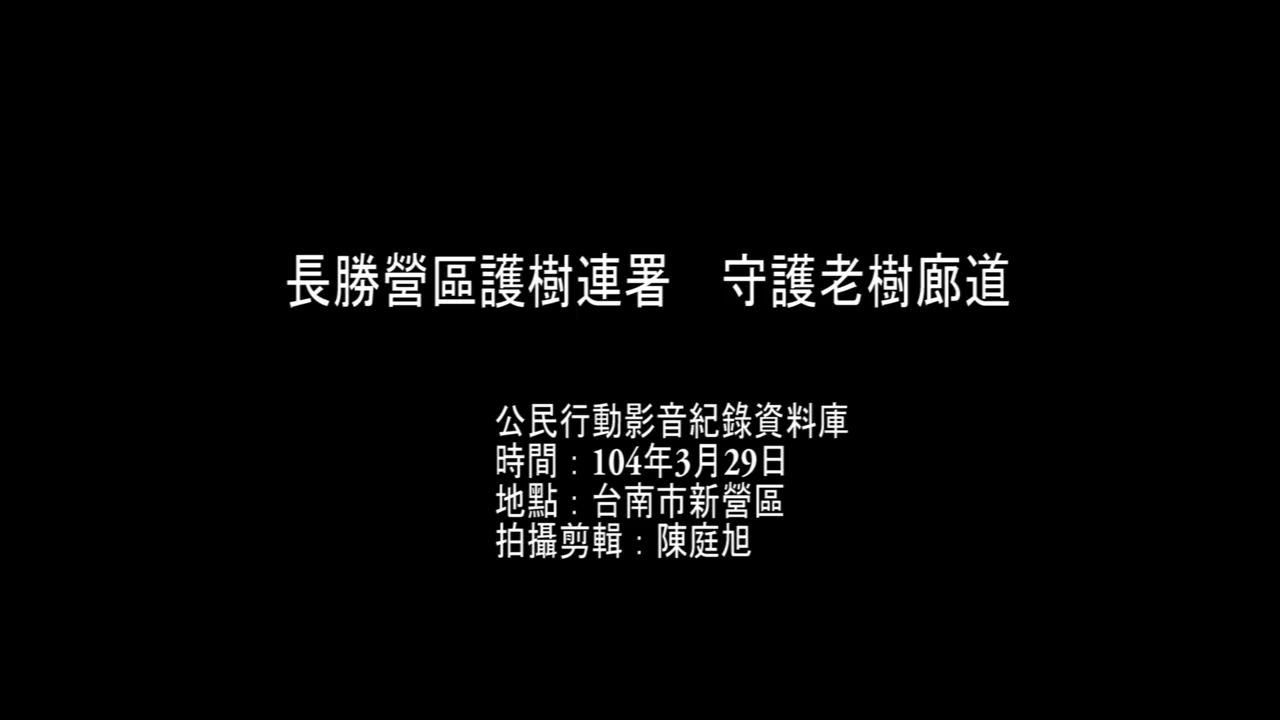 長勝營區護樹連署　守護老樹廊道
公民行動影音紀錄資料庫
時間：104年3月29日
地點：台南市新營區
拍攝剪輯：陳庭旭